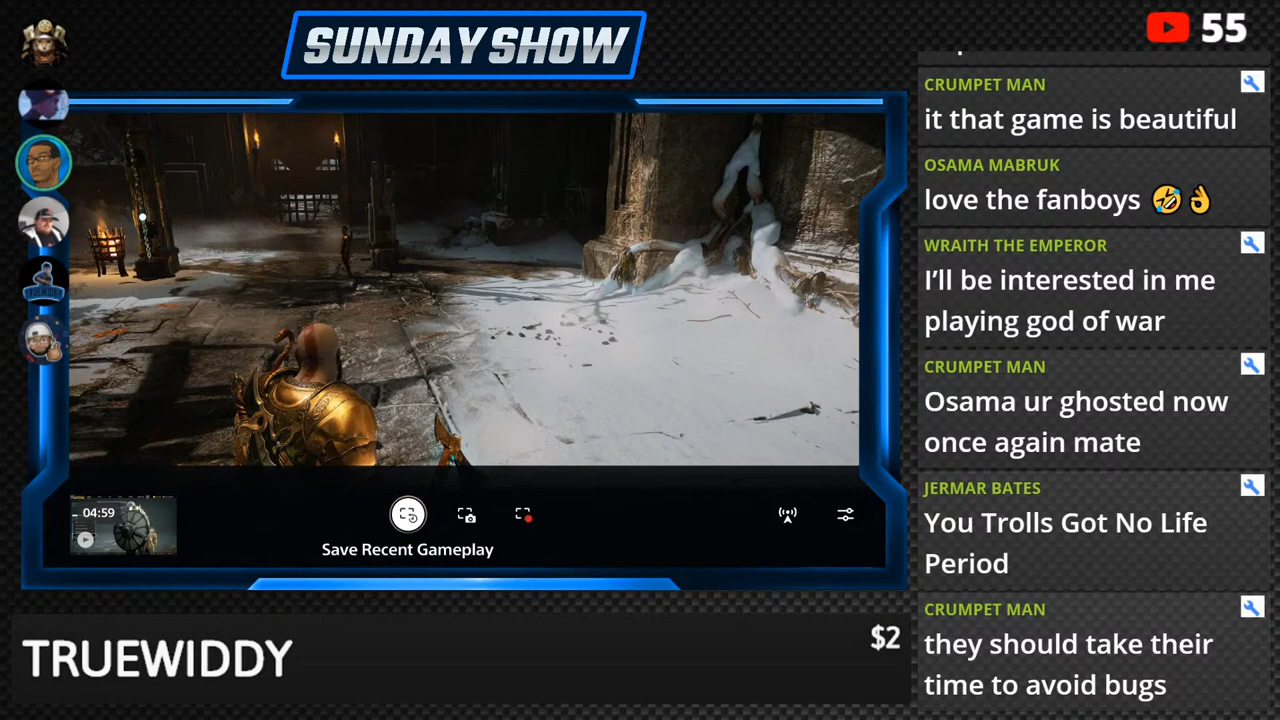 SUNDAY SHOW
55
CRUMPET MAN
it that game is beautiful
OSAMA MABRUK
love the fanboys 🤣👌
WRAITH THE EMPEROR
I’ll be interested in me
playing god of war
CRUMPET MAN
Osama ur ghosted now
once again mate
JERMAR BATES
You Trolls Got No Life
Period
CRUMPET MAN
they should take their
time to avoid bugs
04:59
Save Recent Gameplay
TRUEWIDDY
$2